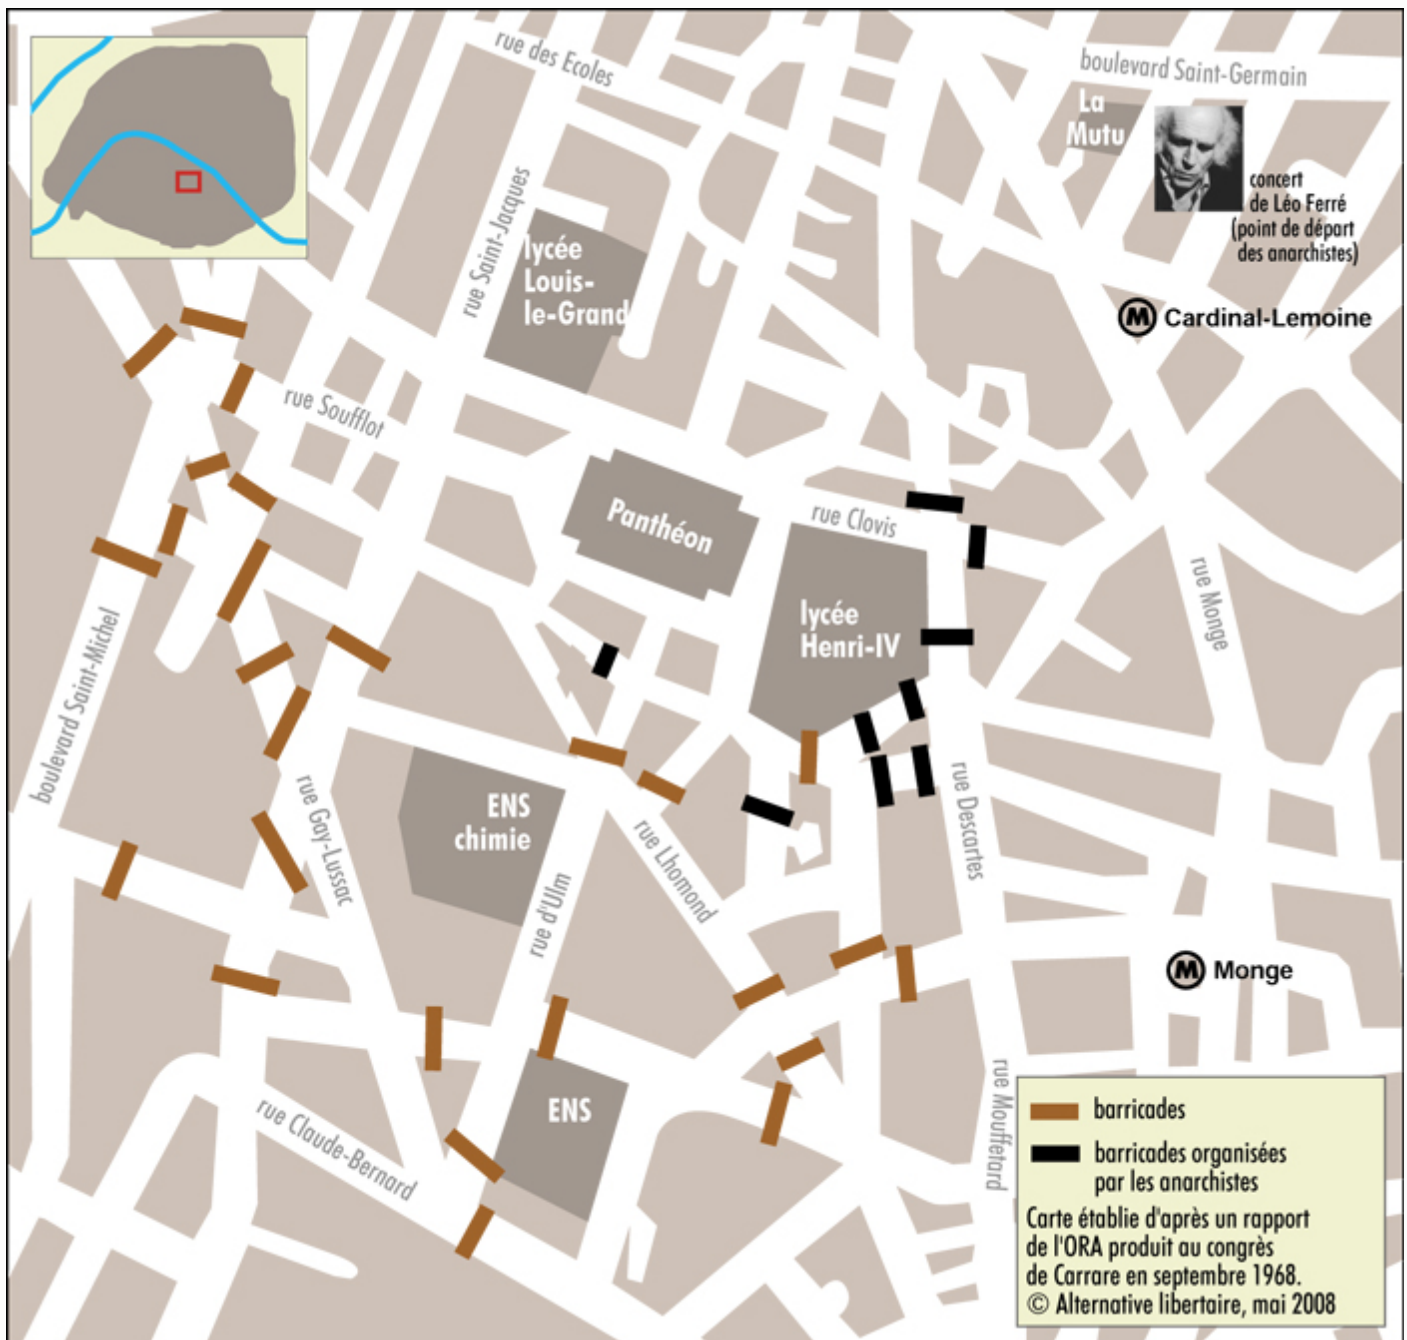 rue des Ecoles
boulevard Saint-Germain
La
Mutu
concert
de Léo Ferré
(point de départ
des anarchistes)
rue Saint-Jacques
lycée
Louis-
le-Grand
M Cardinal-Lemoine
rue Soufflot
Panthéon
rue Clovis
lycée
Henri-IV
rue Monge
boulevard Saint-Michel
rue Gay-Lussac
ENS
chimie
rue d'Ulm
rue Lhomond
rue Descartes
M Monge
rue Claude-Bernard
ENS
rue Mouffetard
barricades
barricades organisées
par les anarchistes
Carte établie d'après un rapport
de l'ORA produit au congrès
de Carrare en septembre 1968.
© Alternative libertaire, mai 2008